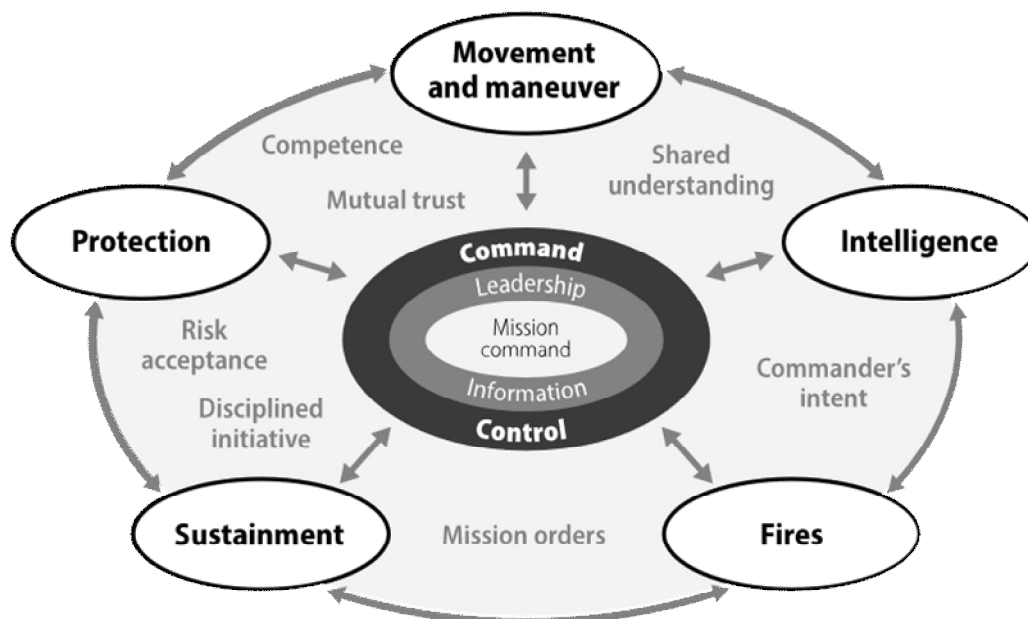 Movement
and maneuver
Competence
Shared
understanding
Mutual trust
Protection
Command
Intelligence
Leadership
Mission
command
Risk
acceptance
Commander's
intent
Information
Disciplined
initiative
Control
Sustainment
Mission orders
Fires